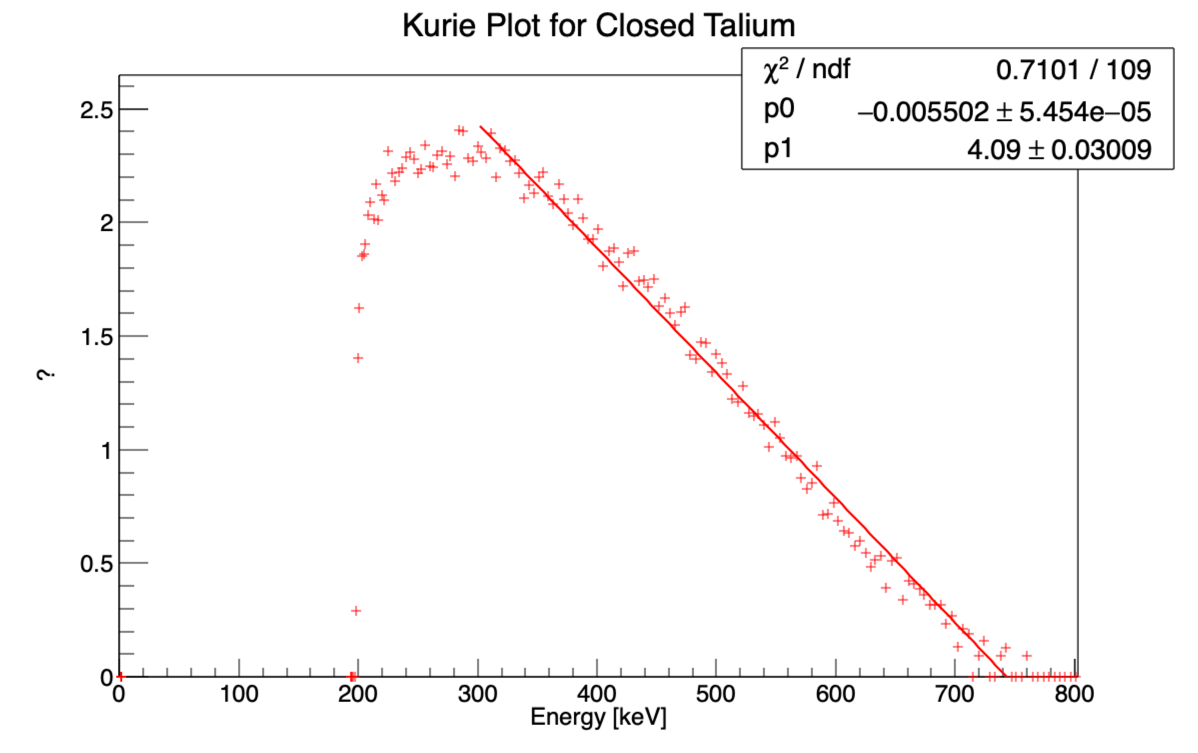 Kurie Plot for Closed Talium
χ² / ndf 0.7101 / 109
p0 −0.005502 ± 5.454e−05
p1 4.09 ± 0.03009
2.5
2
1.5
1
0.5
0
?
0 100 200 300 400 500 600 700 800
Energy [keV]